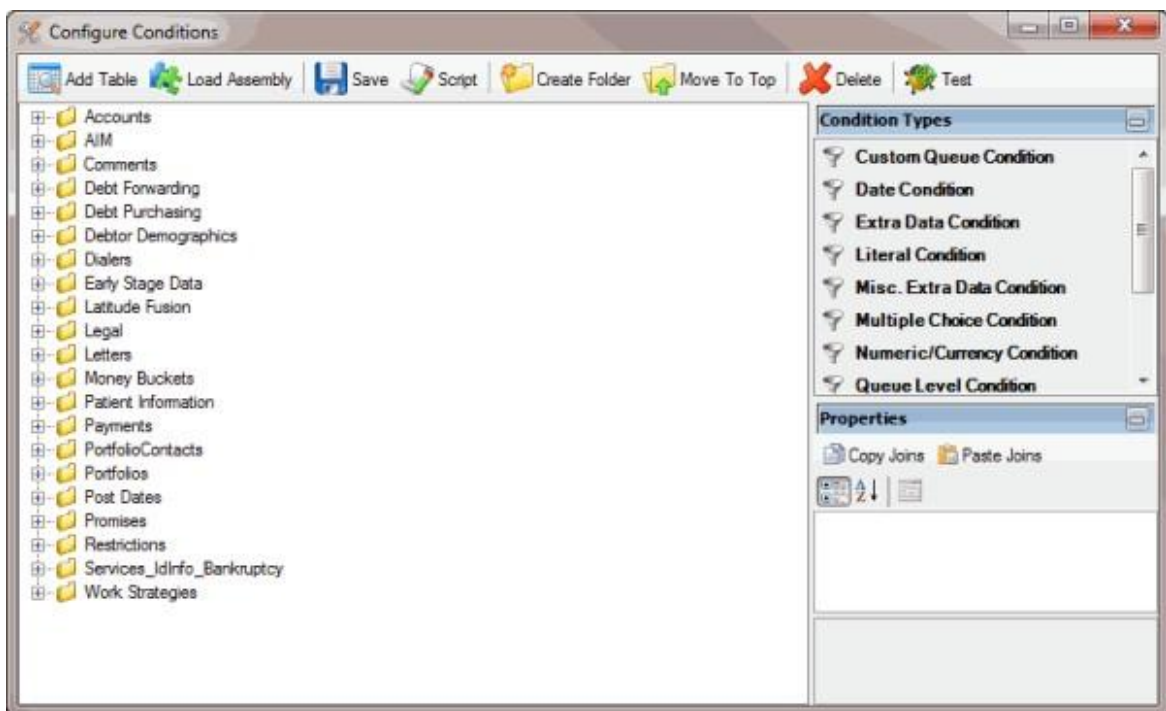 Configure Conditions
Add Table Load Assembly Save Script Create Folder Move To Top Delete Test
Accounts
AIM
Comments
Debt Forwarding
Debt Purchasing
Debtor Demographics
Dialers
Early Stage Data
Latitude Fusion
Legal
Letters
Money Buckets
Patient Information
Payments
PortfolioContacts
Portfolios
Post Dates
Promises
Restrictions
Services_IdInfo_Bankruptcy
Work Strategies
Condition Types
Custom Queue Condition
Date Condition
Extra Data Condition
Literal Condition
Misc. Extra Data Condition
Multiple Choice Condition
Numeric/Currency Condition
Queue Level Condition
Properties
Copy Joins Paste Joins